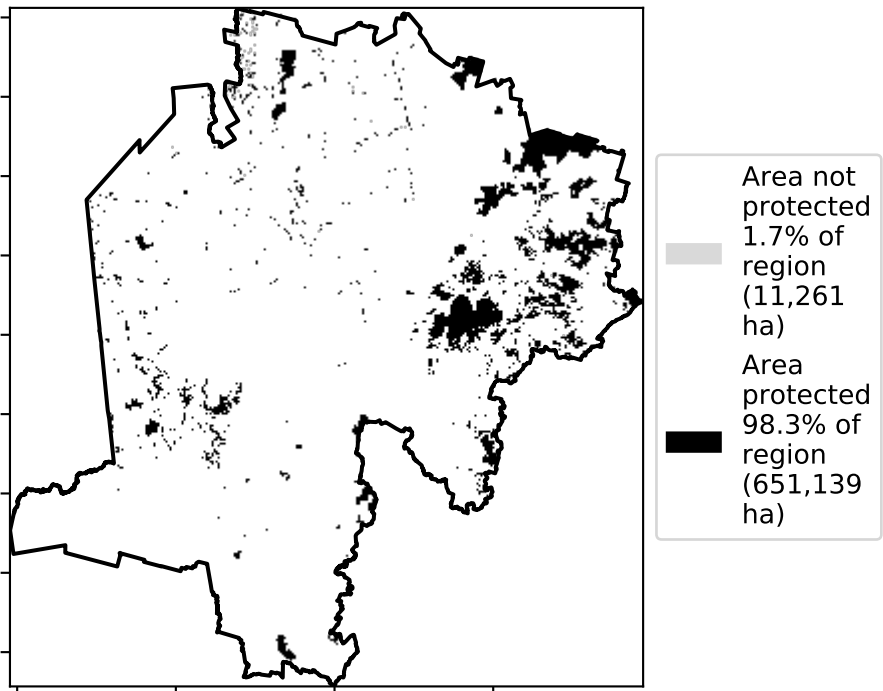 Area not
protected
1.7% of
region
(11,261
ha)
Area
protected
98.3% of
region
(651,139
ha)